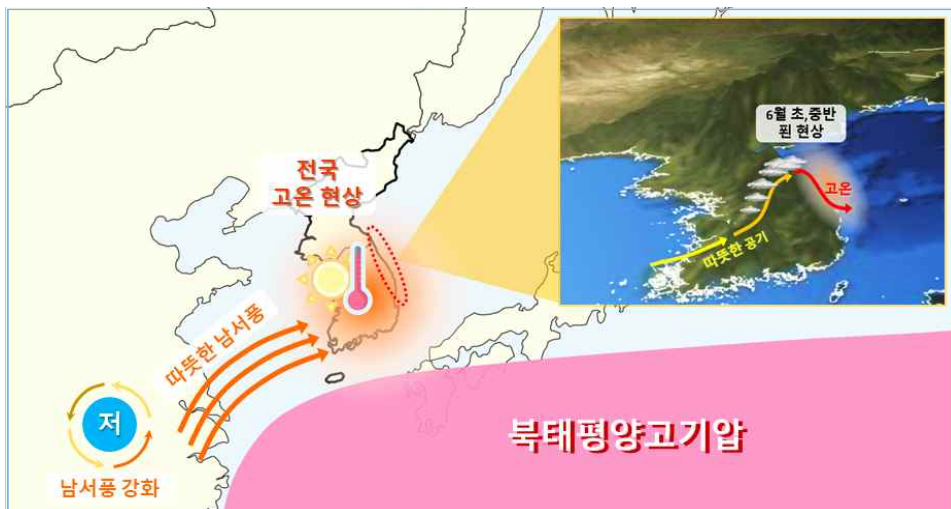 6월 초,중반
푄 현상
고온
따뜻한 공기
전국
고온 현상
따뜻한 남서풍
저
남서풍 강화
북태평양고기압